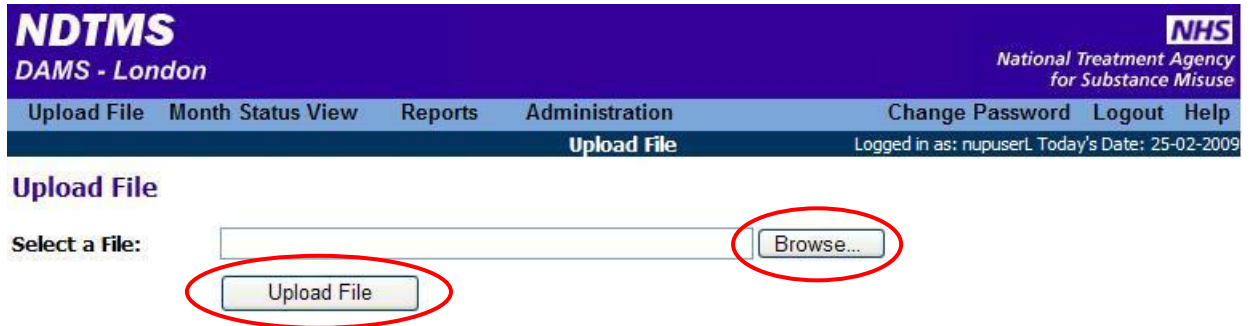 NDTMS
NHS
DAMS - London
National Treatment Agency
for Substance Misuse
Upload File Month Status View Reports Administration Change Password Logout Help
Upload File Logged in as: nupuserL Today's Date: 25-02-2009
Upload File
Select a File: Browse...
Upload File